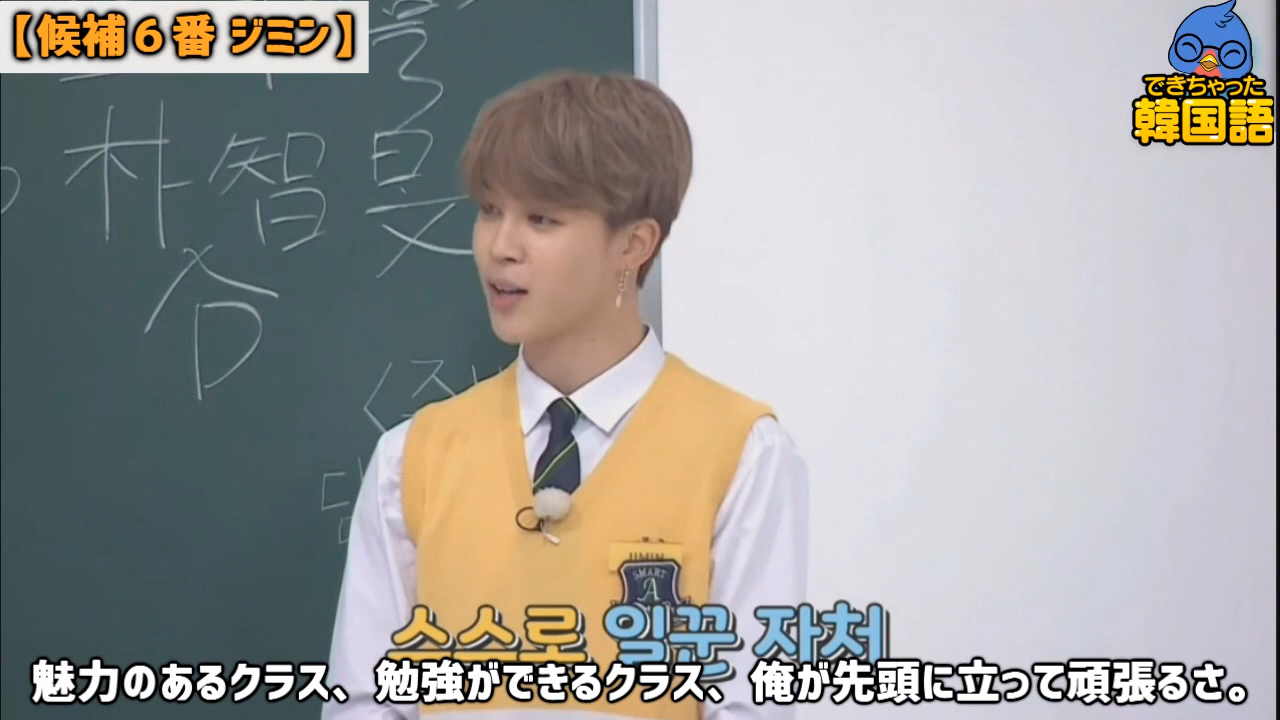 【候補６番 ジミン】
できちゃった
韓国語
朴智旻
JIMIN
SMART
A
스스로 일꾼 자처
魅力のあるクラス、勉強ができるクラス、俺が先頭に立って頑張るさ。